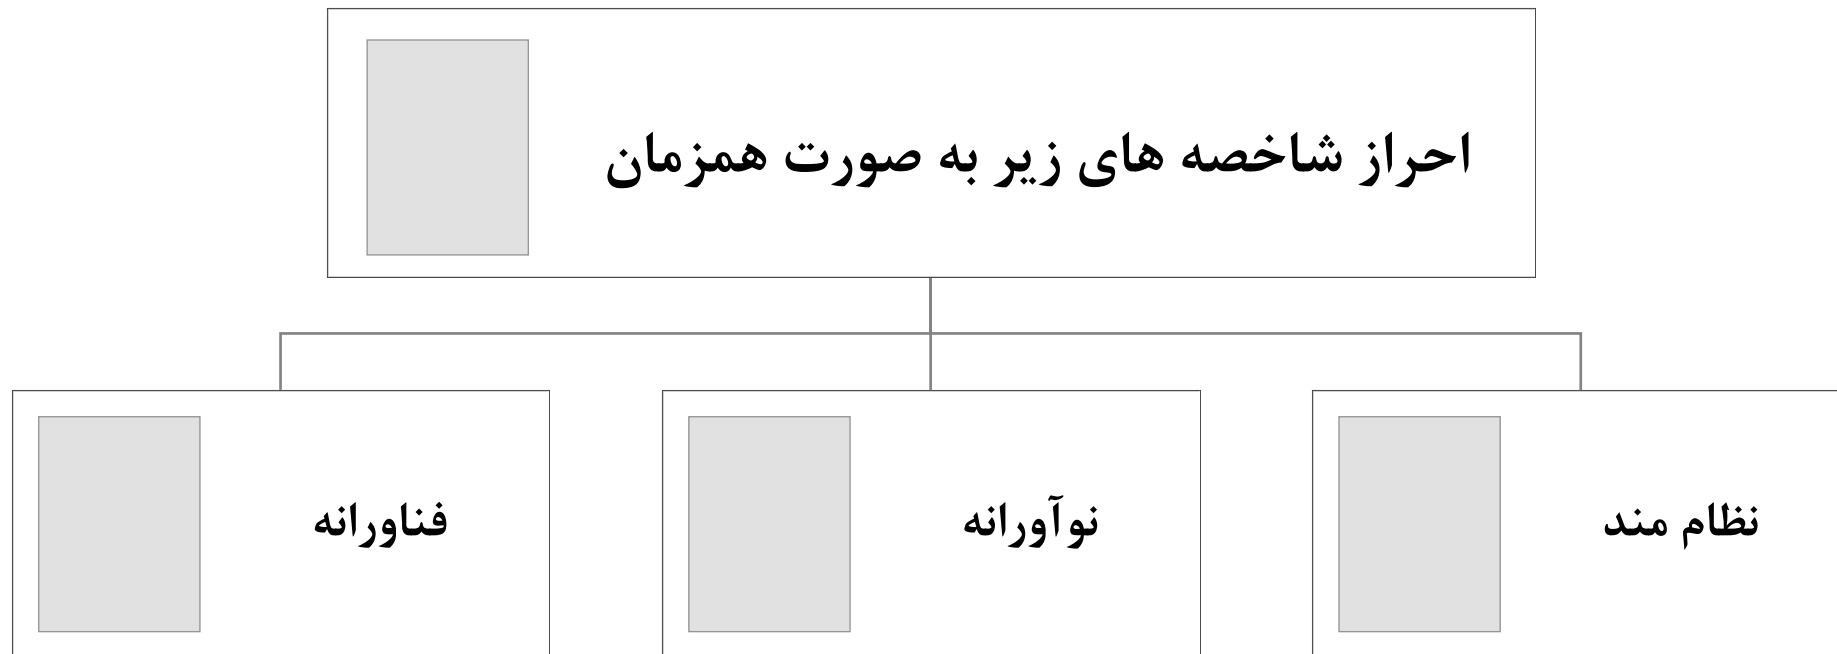 احراز شاخصه های زیر به صورت همزمان
نظام مند
نوآورانه
فناورانه